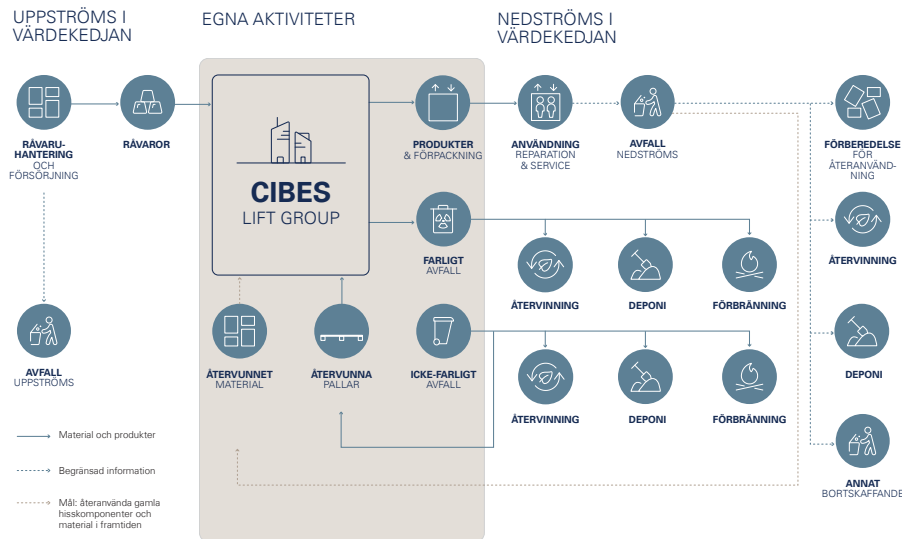 UPPSTRÖMS I
VÄRDEKEDJAN
EGNA AKTIVITETER
NEDSTRÖMS I
VÄRDEKEDJAN
RÅVARU-
HANTERING
OCH
FÖRSÖRJNING
RÅVAROR
CIBES
LIFT GROUP
PRODUKTER
& FÖRPACKNING
ANVÄNDNING
REPARATION
& SERVICE
AVFALL
NEDSTRÖMS
FÖRBEREDELSE
FÖR
ÅTERANVÄND-
NING
FARLIGT
AVFALL
ÅTERVINNING
DEPONI
FÖRBRÄNNING
ÅTERVINNING
AVFALL
UPPSTRÖMS
ÅTERVUNNET
MATERIAL
ÅTERVUNNA
PALLAR
ICKE-FARLIGT
AVFALL
ÅTERVINNING
DEPONI
FÖRBRÄNNING
DEPONI
ANNAT
BORTSKAFFANDE
Material och produkter
Begränsad information
Mål: återanvända gamla
hisskomponenter och
material i framtiden